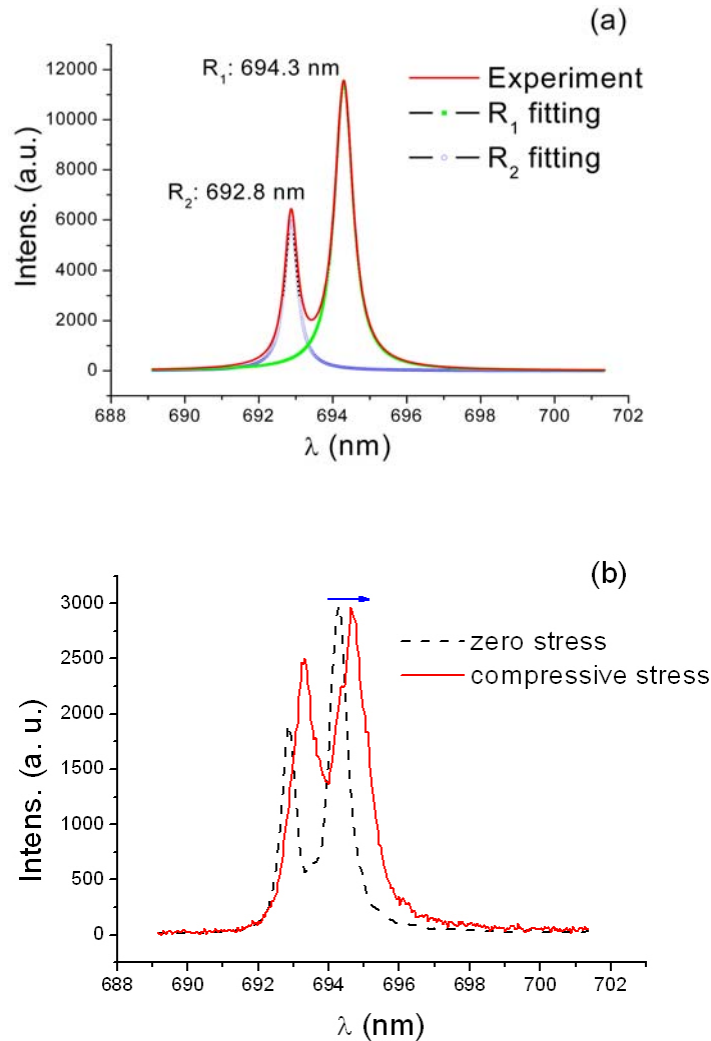 (a)
R₁: 694.3 nm
R₂: 692.8 nm
Experiment
R₁ fitting
R₂ fitting
Intens. (a.u.)
12000
10000
8000
6000
4000
2000
0
688 690 692 694 696 698 700 702
λ (nm)
(b)
zero stress
compressive stress
Intens. (a. u.)
3000
2500
2000
1500
1000
500
0
688 690 692 694 696 698 700 702
λ (nm)